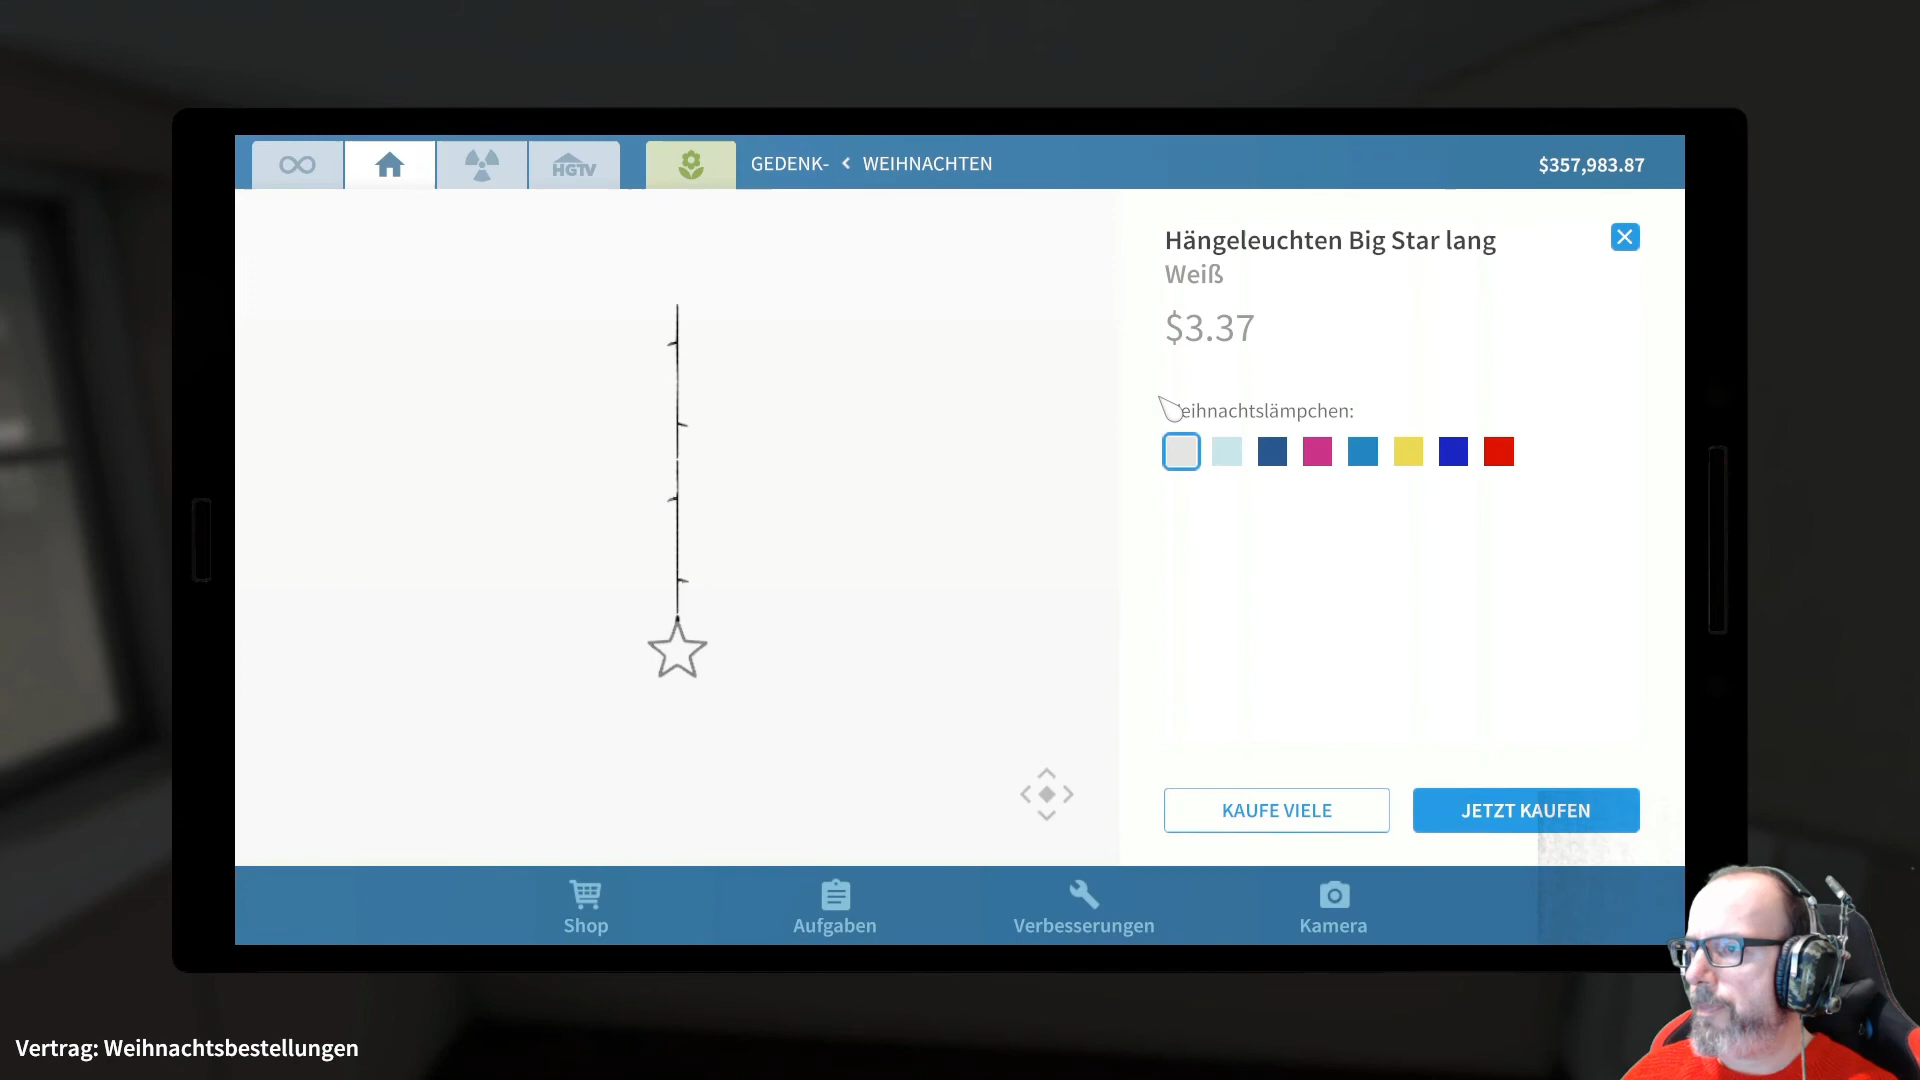 HGTV
GEDENK- < WEIHNACHTEN
$357,983.87
Hängeleuchten Big Star lang
Weiß
$3.37
eihnachtslämpchen:
KAUFE VIELE
JETZT KAUFEN
Shop
Aufgaben
Verbesserungen
Kamera
Vertrag: Weihnachtsbestellungen